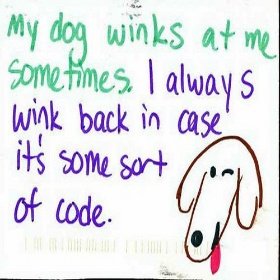 My dog winks at me
sometimes. I always
wink back in case
it's some sort
of code.